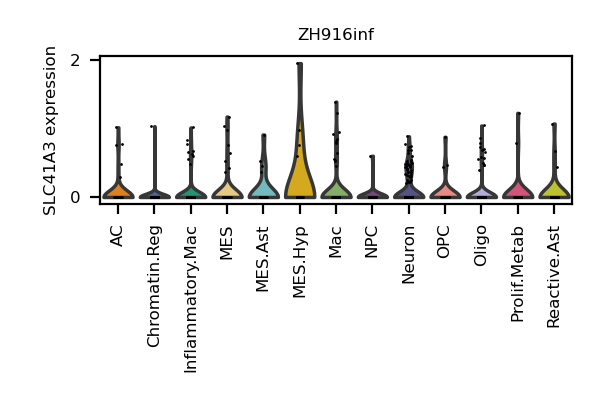 ZH916inf
SLC41A3 expression
2
0
AC
Chromatin.Reg
Inflammatory.Mac
MES
MES.Ast
MES.Hyp
Mac
NPC
Neuron
OPC
Oligo
Prolif.Metab
Reactive.Ast